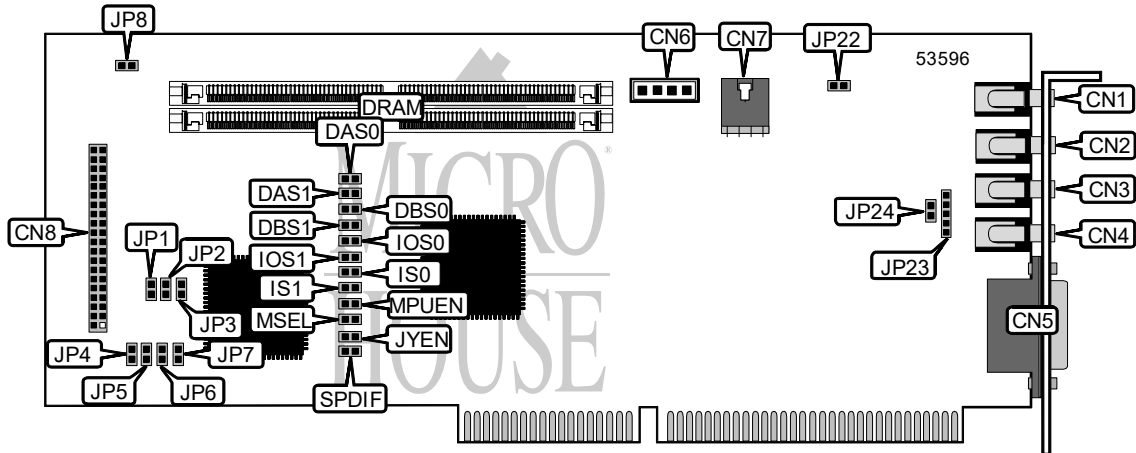 JP8
CN6
CN7
JP22
53596
CN1
DRAM
DAS0
CN2
MICRO
HOUSE
®
DAS1
DBS0
CN3
CN8
DBS1
JP24
IOS0
CN4
JP1
JP2
IOS1
IS0
JP23
IS1
MPUEN
JP3
MSEL
CN5
JP4
JP7
JYEN
JP5
JP6
SPDIF